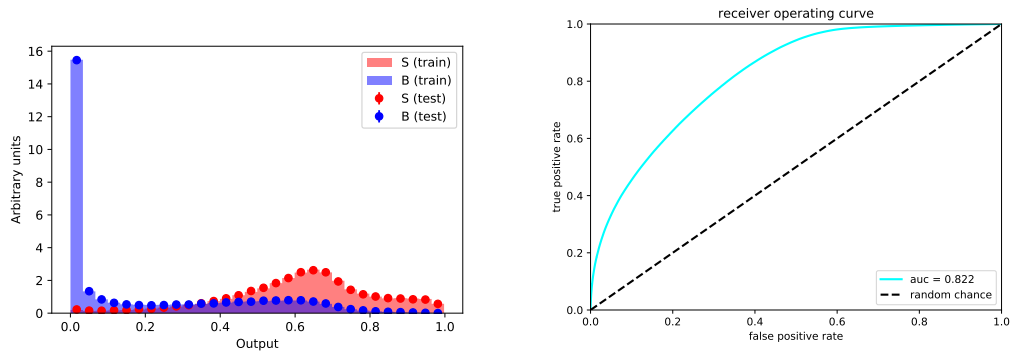 16
14
12
10
8
6
4
2
0
0.0 0.2 0.4 0.6 0.8 1.0
Arbitrary units
Output
S (train)
B (train)
S (test)
B (test)
receiver operating curve
1.0
0.8
0.6
0.4
0.2
0.0
0.0 0.2 0.4 0.6 0.8 1.0
true positive rate
false positive rate
auc = 0.822
random chance